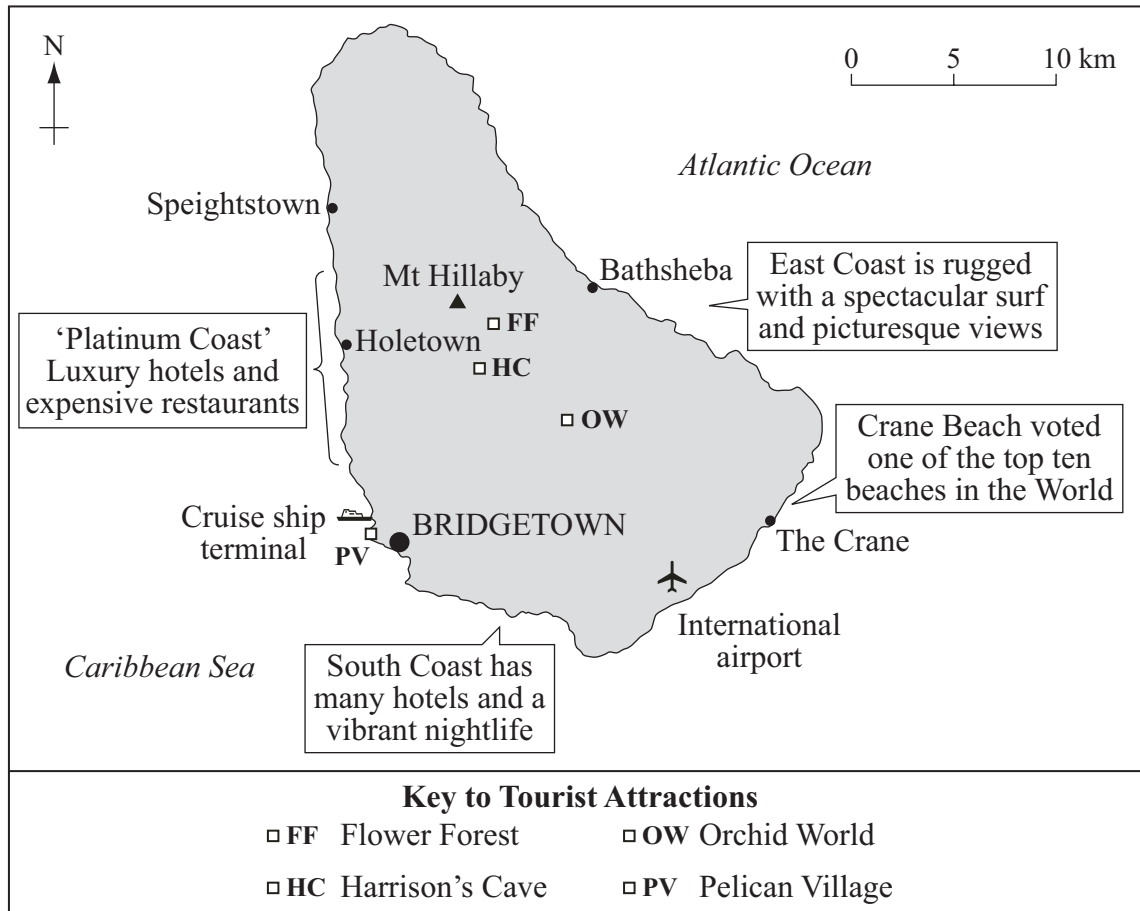 N
0 5 10 km
Atlantic Ocean
Speightstown
Mt Hillaby
Bathsheba
East Coast is rugged
with a spectacular surf
and picturesque views
FF
‘Platinum Coast’
Luxury hotels and
expensive restaurants
Holetown
HC
OW
Crane Beach voted
one of the top ten
beaches in the World
Cruise ship
terminal
BRIDGETOWN
PV
The Crane
International
airport
Caribbean Sea
South Coast has
many hotels and a
vibrant nightlife
Key to Tourist Attractions
FF Flower Forest
OW Orchid World
HC Harrison’s Cave
PV Pelican Village